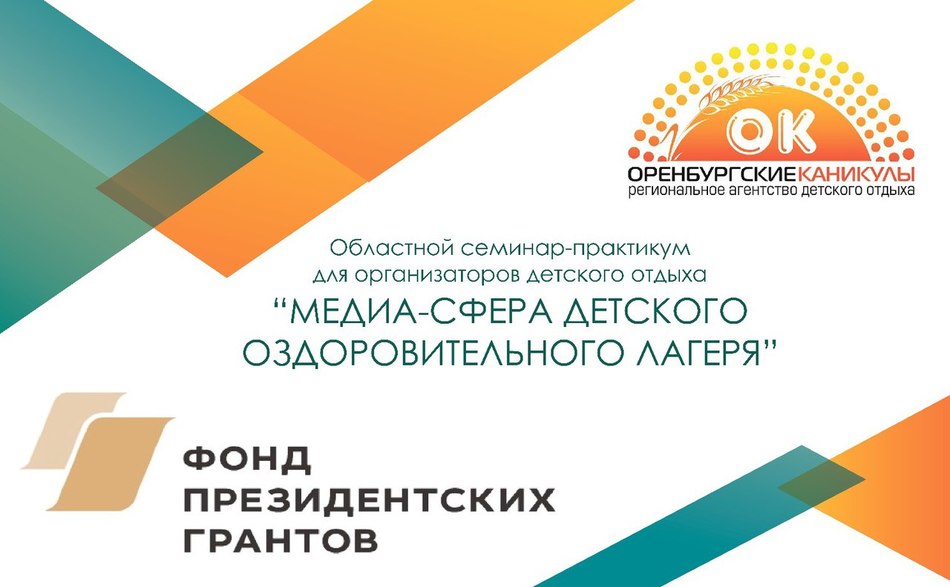 ОК
ОРЕНБУРГСКИЕКАНИКУЛЫ
региональное агентство детского отдыха
Областной семинар-практикум
для организаторов детского отдыха
“МЕДИА-СФЕРА ДЕТСКОГО
ОЗДОРОВИТЕЛЬНОГО ЛАГЕРЯ”
ФОНД
ПРЕЗИДЕНТСКИХ
ГРАНТОВ